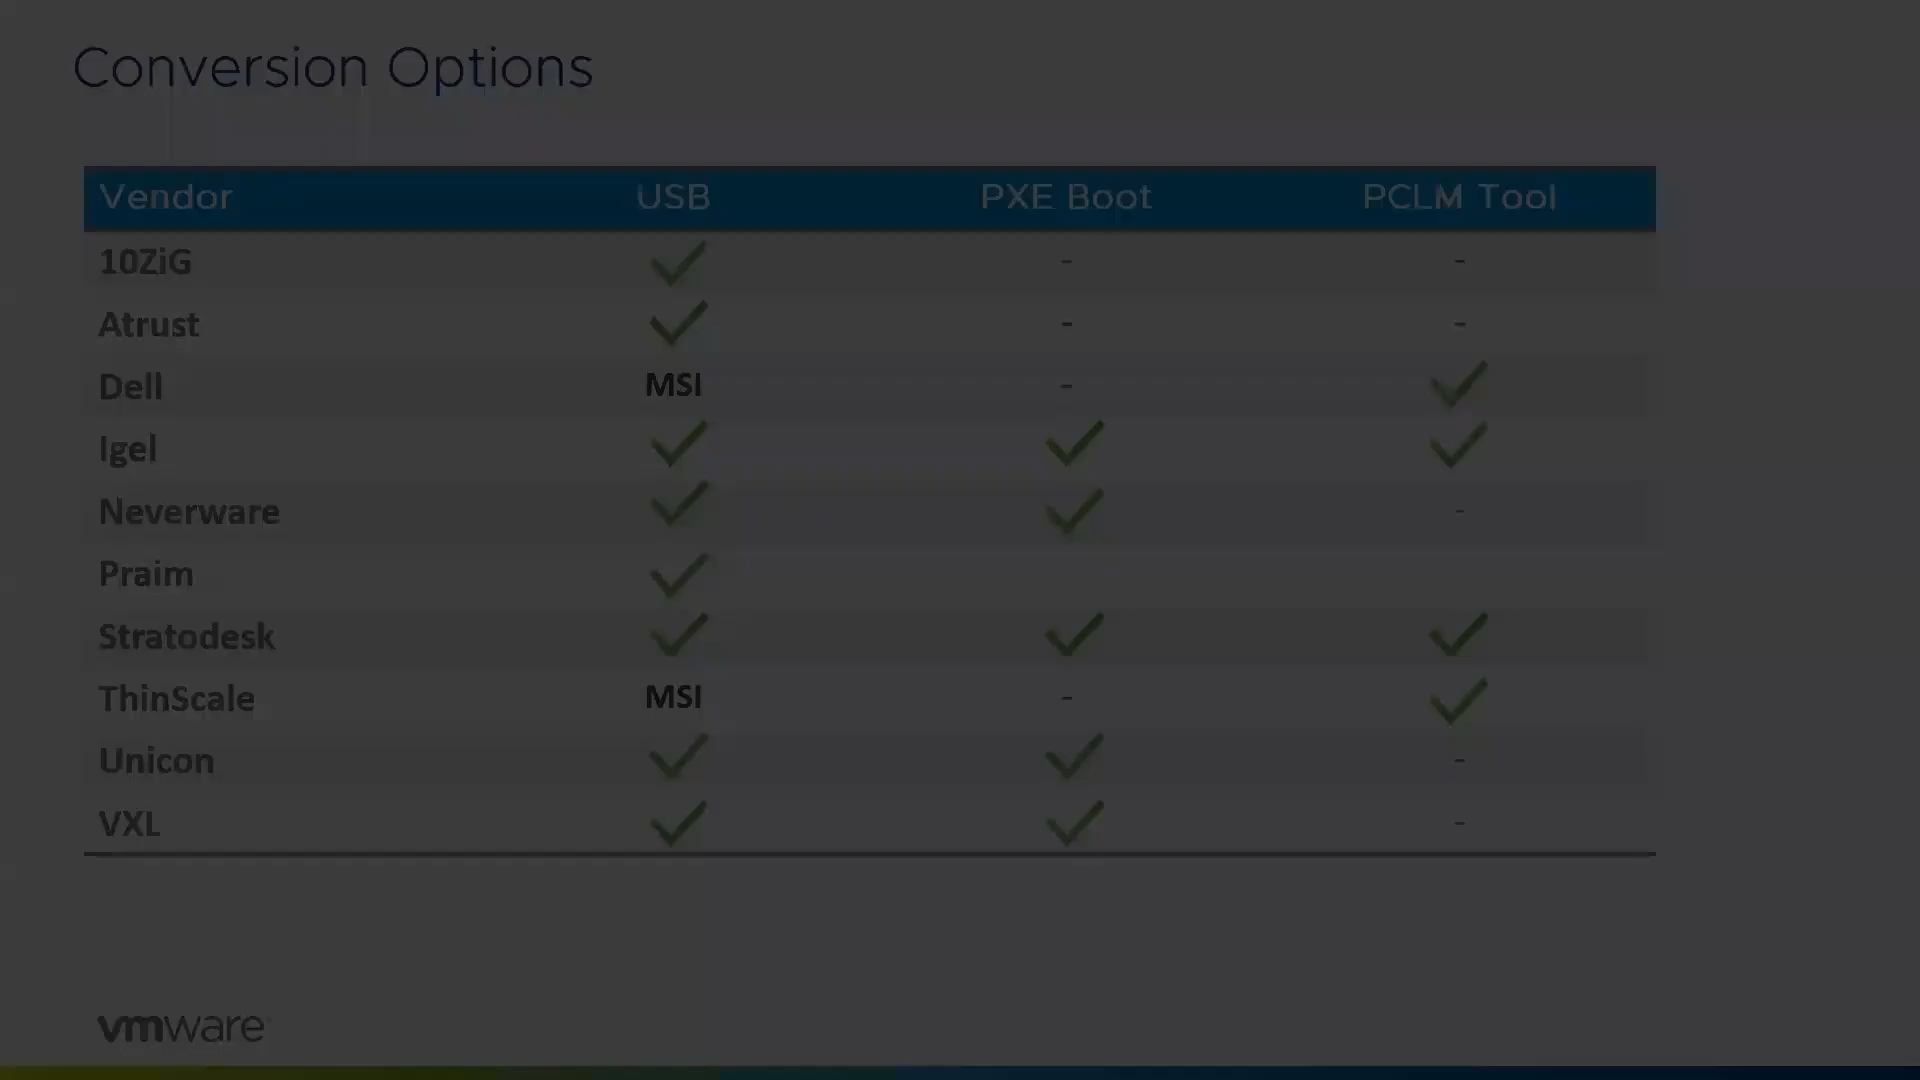 Conversion Options
Vendor USB PXE Boot PCLM Tool
10ZiG ✓ - -
Atrust ✓ - -
Dell MSI - ✓
Igel ✓ ✓ ✓
Neverware ✓ ✓ -
Praim ✓
Stratodesk ✓ ✓ ✓
ThinScale MSI - ✓
Unicon ✓ ✓ -
VXL ✓ ✓ -
vmware